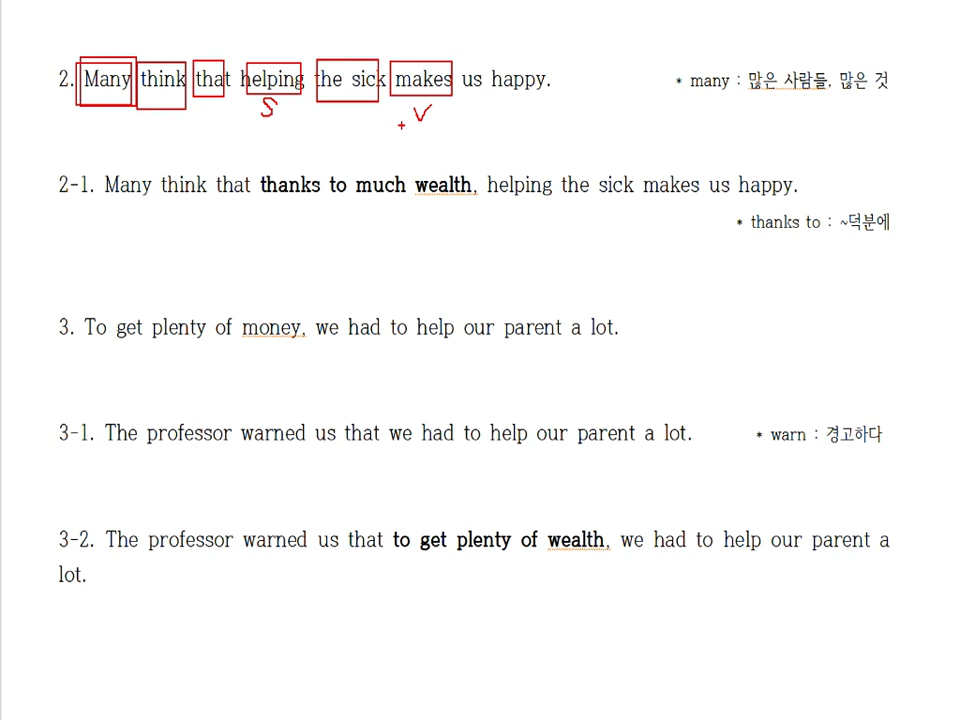 2. Many think that helping the sick makes us happy. * many : 많은 사람들, 많은 것
S
+ V
2-1. Many think that thanks to much wealth, helping the sick makes us happy.
* thanks to : ~덕분에
3. To get plenty of money, we had to help our parent a lot.
3-1. The professor warned us that we had to help our parent a lot. * warn : 경고하다
3-2. The professor warned us that to get plenty of wealth, we had to help our parent a
lot.